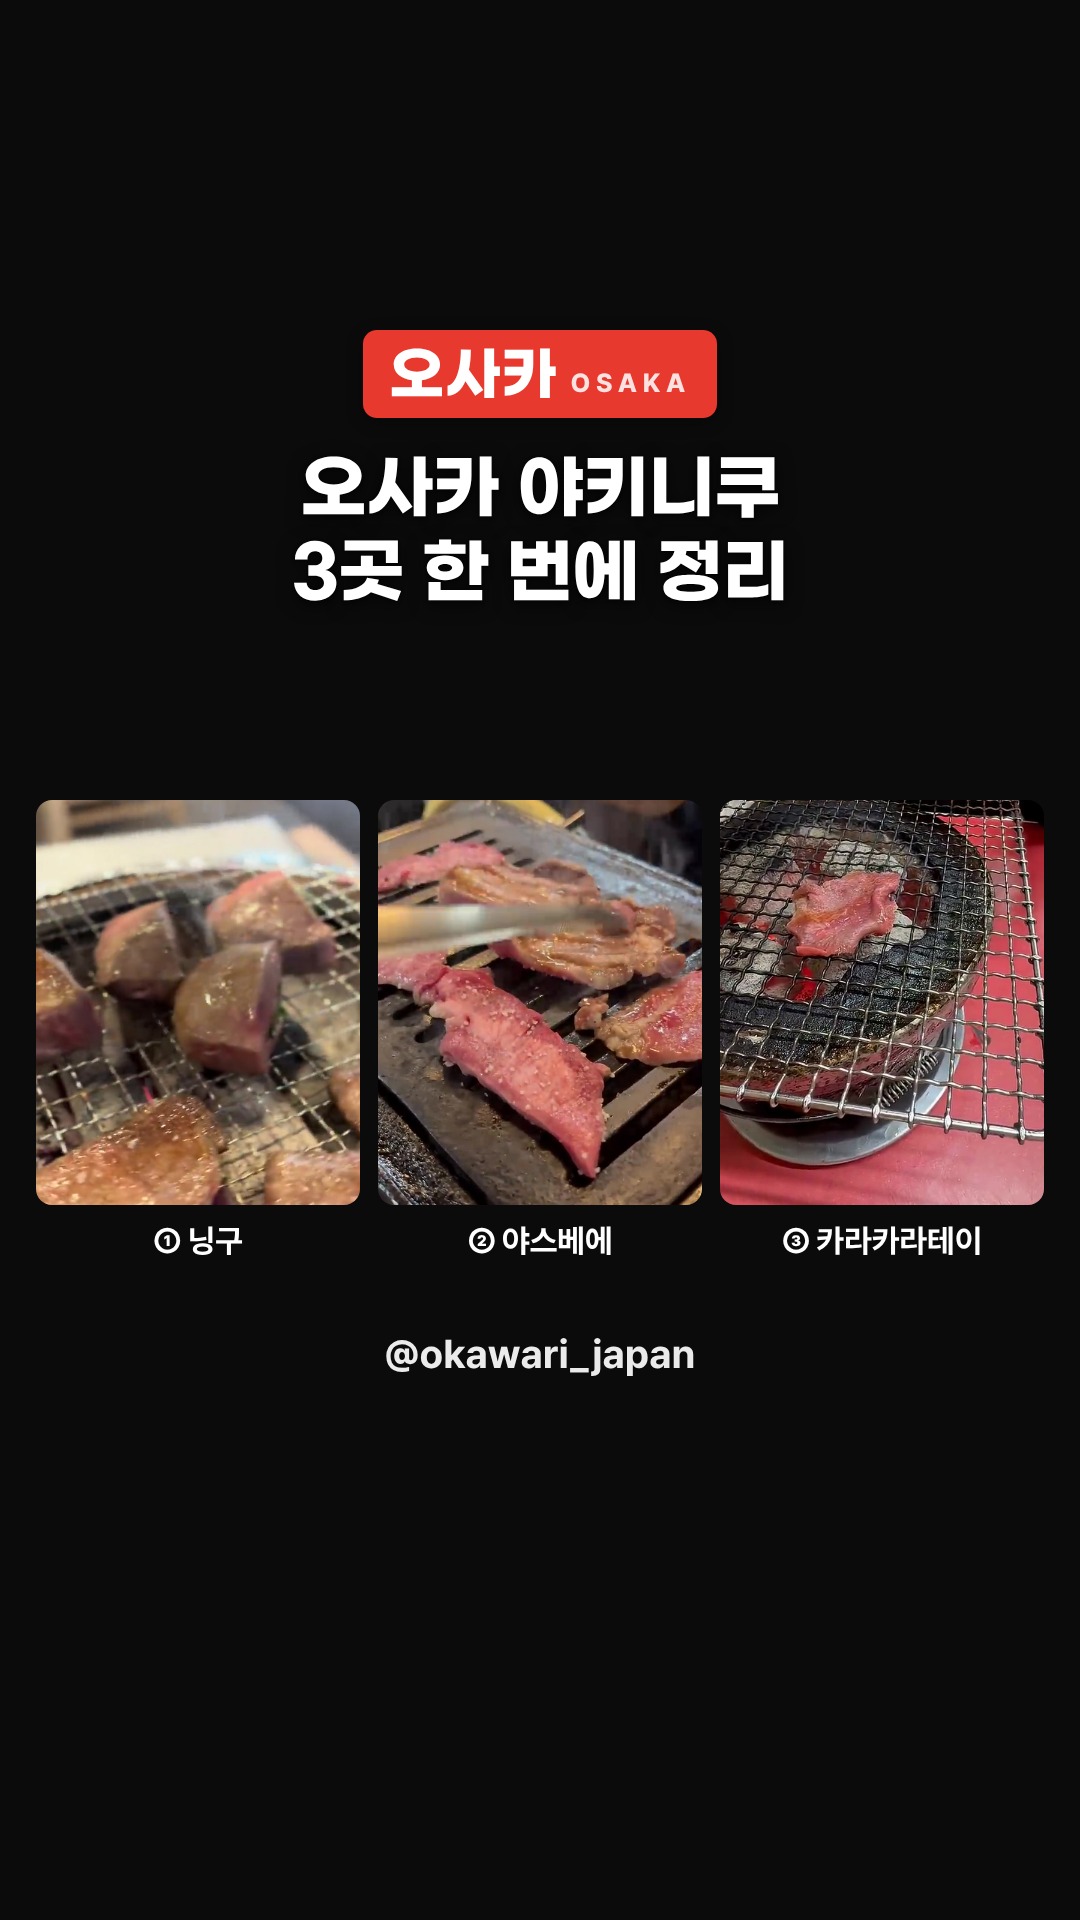 오사카 OSAKA
오사카 야키니쿠
3곳 한 번에 정리
① 닝구
② 야스베에
③ 카라카라테이
@okawari_japan